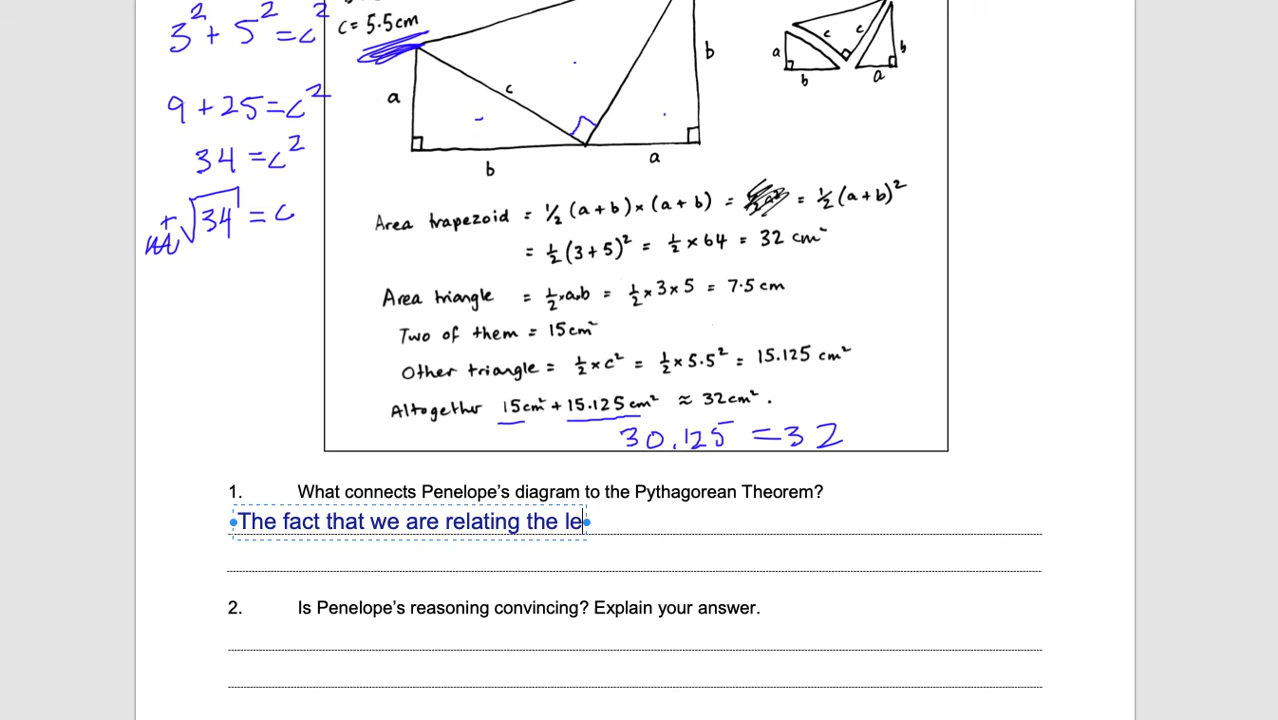 3² + 5² = c²
c = 5.5cm
9 + 25 = c²
34 = c²
+√34 = c
a
c
b
a
b
a
b
c
c
a
b
Area trapezoid = ½ (a + b) × (a + b) = = ½ (a + b)²
= ½ (3 + 5)² = ½ × 64 = 32 cm²
Area triangle = ½ × a × b = ½ × 3 × 5 = 7.5 cm
Two of them = 15 cm²
Other triangle = ½ × c² = ½ × 5.5² = 15.125 cm²
Altogether 15cm² + 15.125 cm² ≈ 32cm².
30.125 = 32
1. What connects Penelope's diagram to the Pythagorean Theorem?
The fact that we are relating the le
2. Is Penelope's reasoning convincing? Explain your answer.